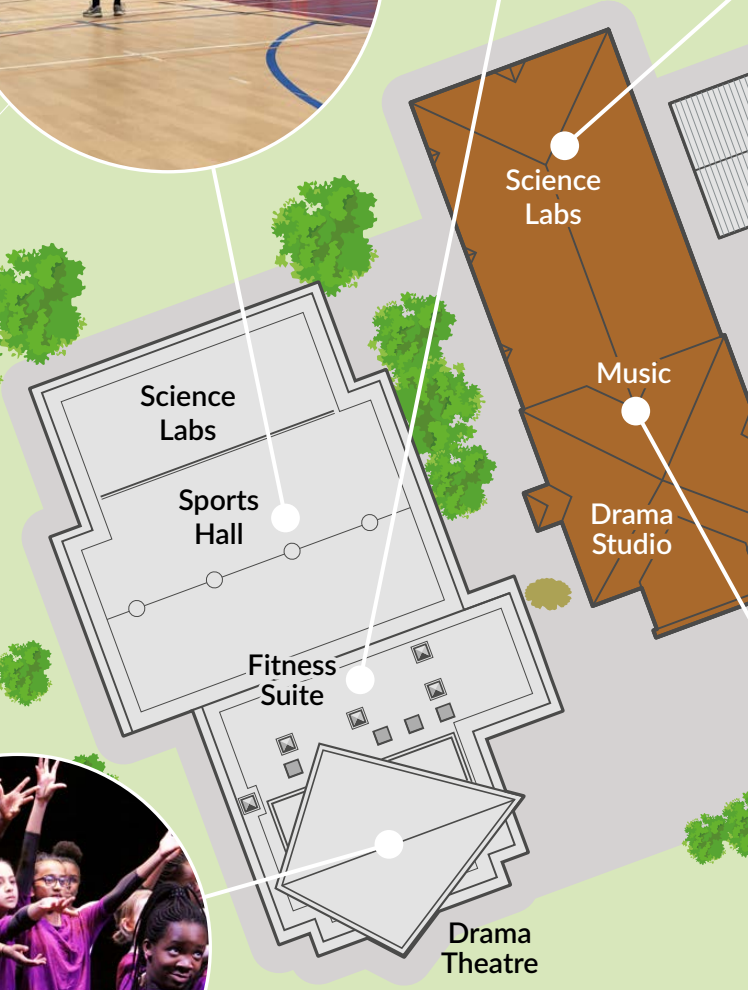 Science
Labs
Music
Science
Labs
Sports
Hall
Drama
Studio
Fitness
Suite
Drama
Theatre